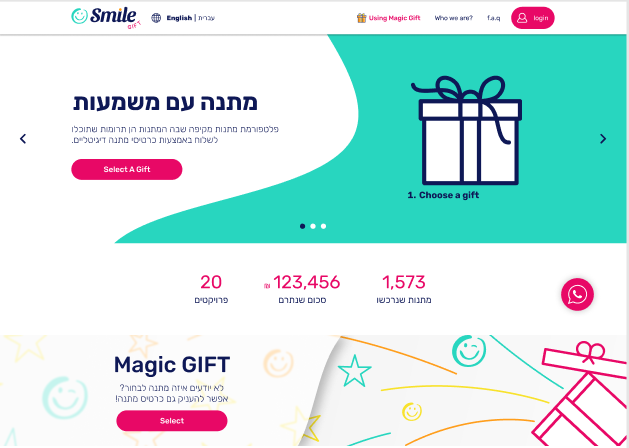 Smile
GIFT
English | עברית
Using Magic Gift
Who we are?
f.a.q
login
מתנה עם משמעות
פלטפורמת מתנות מקיפה שבה המתנות הן תרומות שתוכלו
לשלוח באמצעות כרטיסי מתנה דיגיטליים.
Select A Gift
1. Choose a gift
20
פרויקטים
₪ 123,456
סכום שנתרם
1,573
מתנות שנרכשו
Magic GIFT
לא יודעים איזה מתנה לבחור?
אפשר להעניק גם כרטיס מתנה!
Select